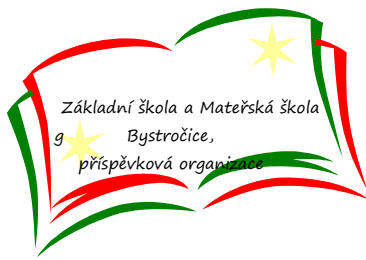 Základní škola a Mateřská škola
g Bystročice,
příspěvková organizace